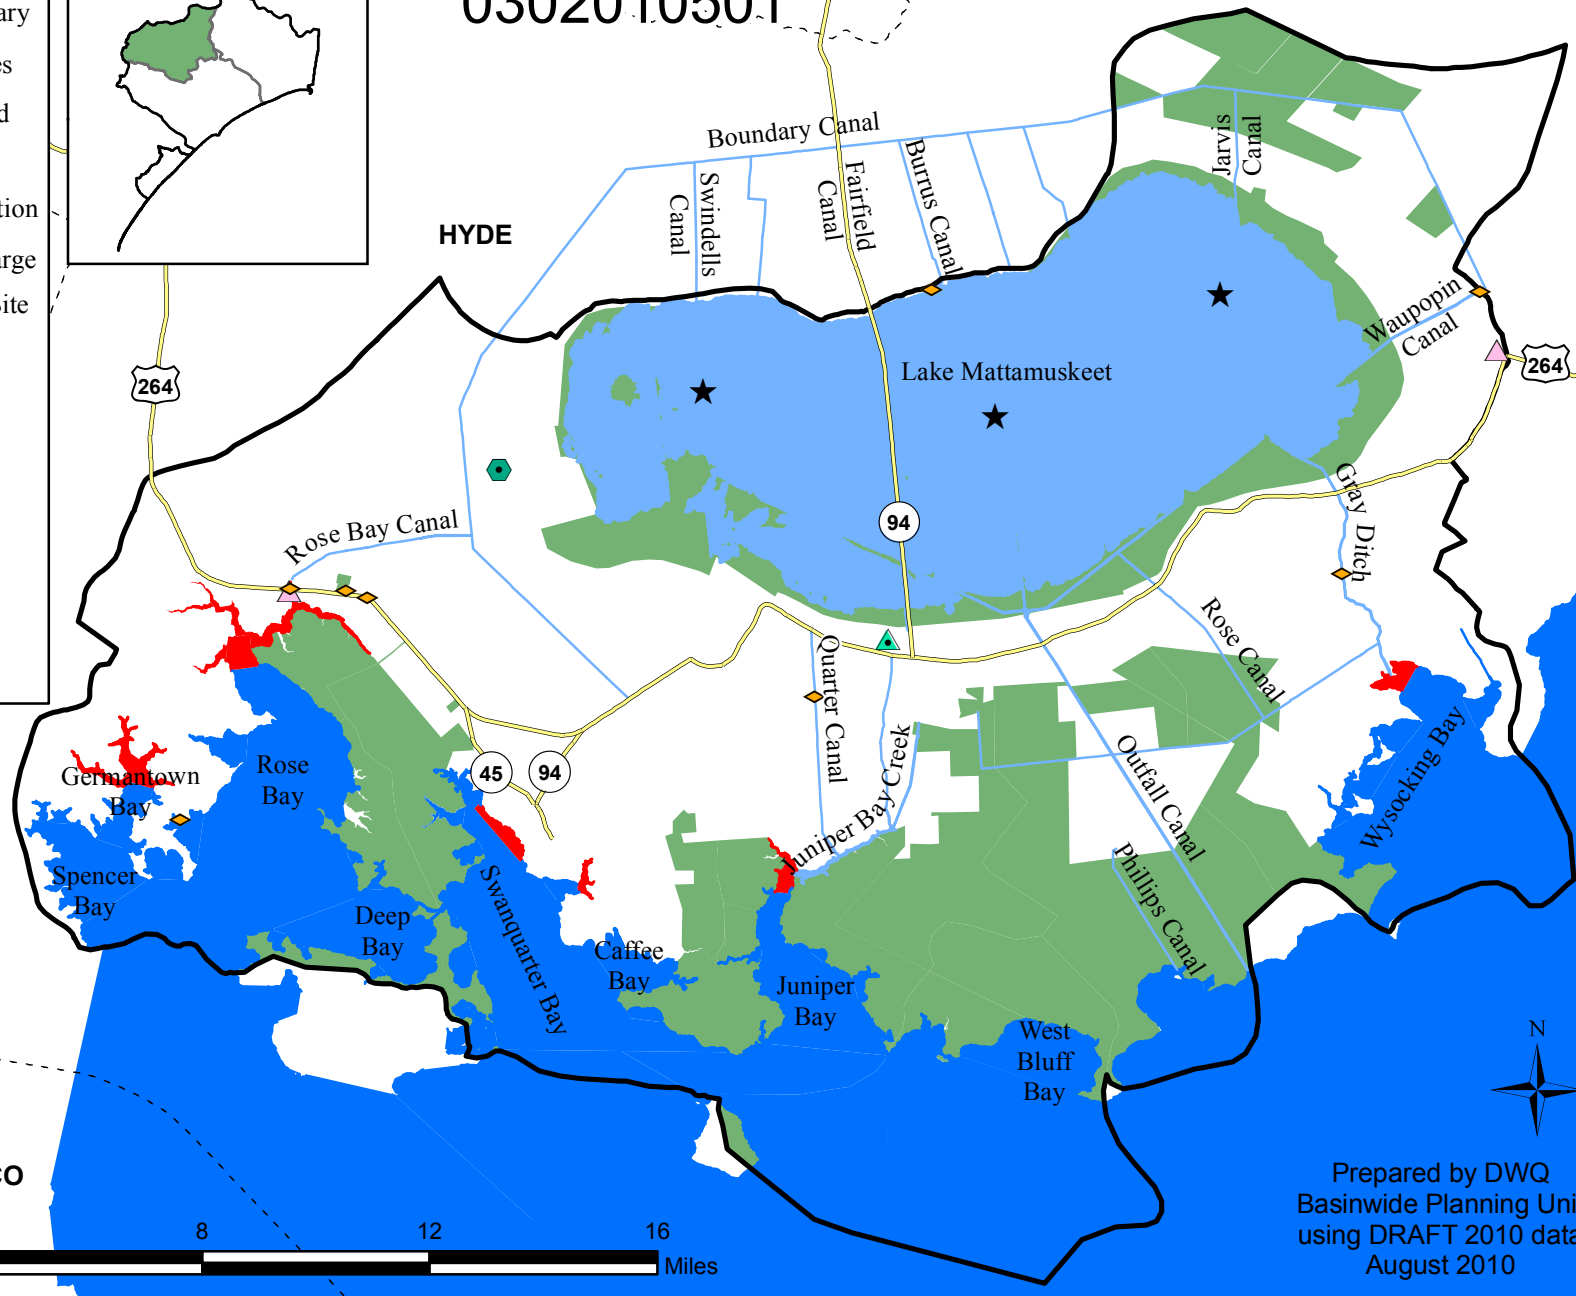 0302010501
HYDE
Boundary Canal
Swindells
Canal
Fairfield
Canal
Burrus Canal
Jarvis
Canal
Waupopin
Canal
264
264
Lake Mattamuskeet
94
Rose Bay Canal
Gray Ditch
Rose Canal
Quarter Canal
Juniper Bay Creek
Outfall Canal
Phillips Canal
45
94
Germantown
Bay
Rose
Bay
Spencer
Bay
Deep
Bay
Swanquarter Bay
Caffee
Bay
Juniper
Bay
West
Bluff
Bay
Wysocking Bay
N
8
12
16
Miles
Prepared by DWQ
Basinwide Planning Uni
using DRAFT 2010 data
August 2010